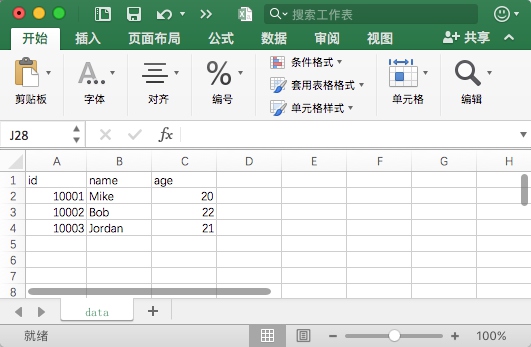 搜索工作表
开始 插入 页面布局 公式 数据 审阅 视图 共享
剪贴板 字体 对齐 % 编号 条件格式 套用表格格式 单元格样式 单元格 编辑
J28 fx
A B C D E F G H
1 id name age
2 10001 Mike 20
3 10002 Bob 22
4 10003 Jordan 21
5
6
7
8
data +
就绪 100%